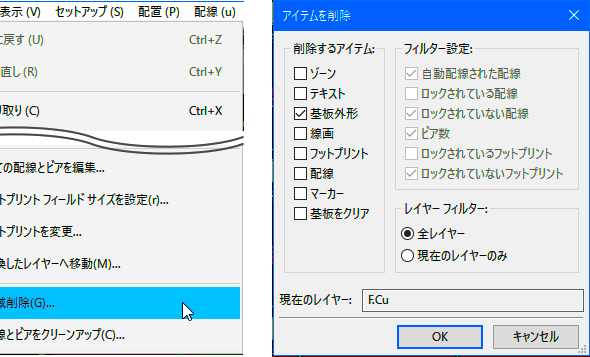 表示 (V) セットアップ (S) 配置 (P) 配線 (u)
に戻す (U) Ctrl+Z
直し (R) Ctrl+Y
取り (C) Ctrl+X
ての配線とビアを編集...
トプリント フィールド サイズを設定(r)...
トプリントを変更...
換したレイヤーへ移動(M)...
域削除(G)...
線とビアをクリーンアップ(C)...
アイテムを削除
削除するアイテム:
ゾーン
テキスト
基板外形
線画
フットプリント
配線
マーカー
基板をクリア
フィルター設定:
自動配線された配線
ロックされている配線
ロックされていない配線
ビア数
ロックされているフットプリント
ロックされていないフットプリント
レイヤー フィルター:
全レイヤー
現在のレイヤーのみ
現在のレイヤー: F.Cu
OK キャンセル